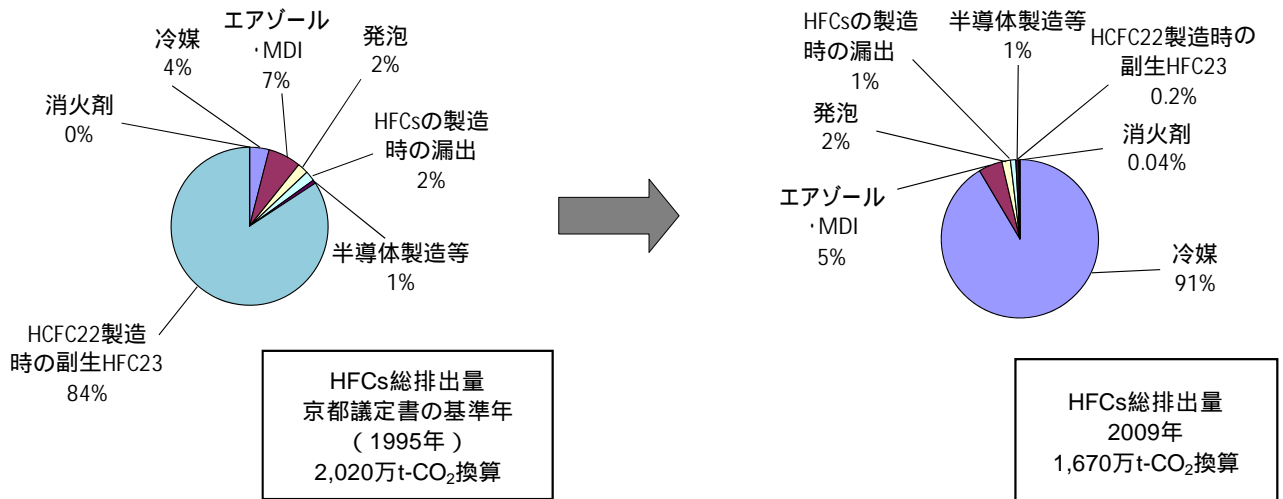 冷媒
4%
エアゾール
・MDI
7%
発泡
2%
消火剤
0%
HFCsの製造
時の漏出
2%
半導体製造等
1%
HCFC22製造
時の副生HFC23
84%
HFCs総排出量
京都議定書の基準年
（1995年）
2,020万t-CO₂換算
HFCsの製造
時の漏出
1%
半導体製造等
1%
HCFC22製造時の
副生HFC23
0.2%
発泡
2%
消火剤
0.04%
エアゾール
・MDI
5%
冷媒
91%
HFCs総排出量
2009年
1,670万t-CO₂換算